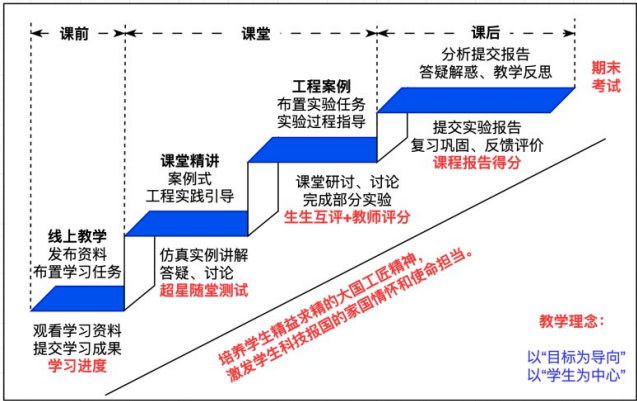 课前
课堂
课后
线上教学
发布资料
布置学习任务
观看学习资料
提交学习成果
学习进度
课堂精讲
案例式
工程实践引导
仿真实例讲解
答疑、讨论
超星随堂测试
工程案例
布置实验任务
实验过程指导
课堂研讨、讨论
完成部分实验
生生互评+教师评分
分析提交报告
答疑解惑、教学反思
提交实验报告
复习巩固、反馈评价
课程报告得分
期末
考试
培养学生精益求精的大国工匠精神，
激发学生科技报国的家国情怀和使命担当。
教学理念：
以“目标为导向”
以“学生为中心”